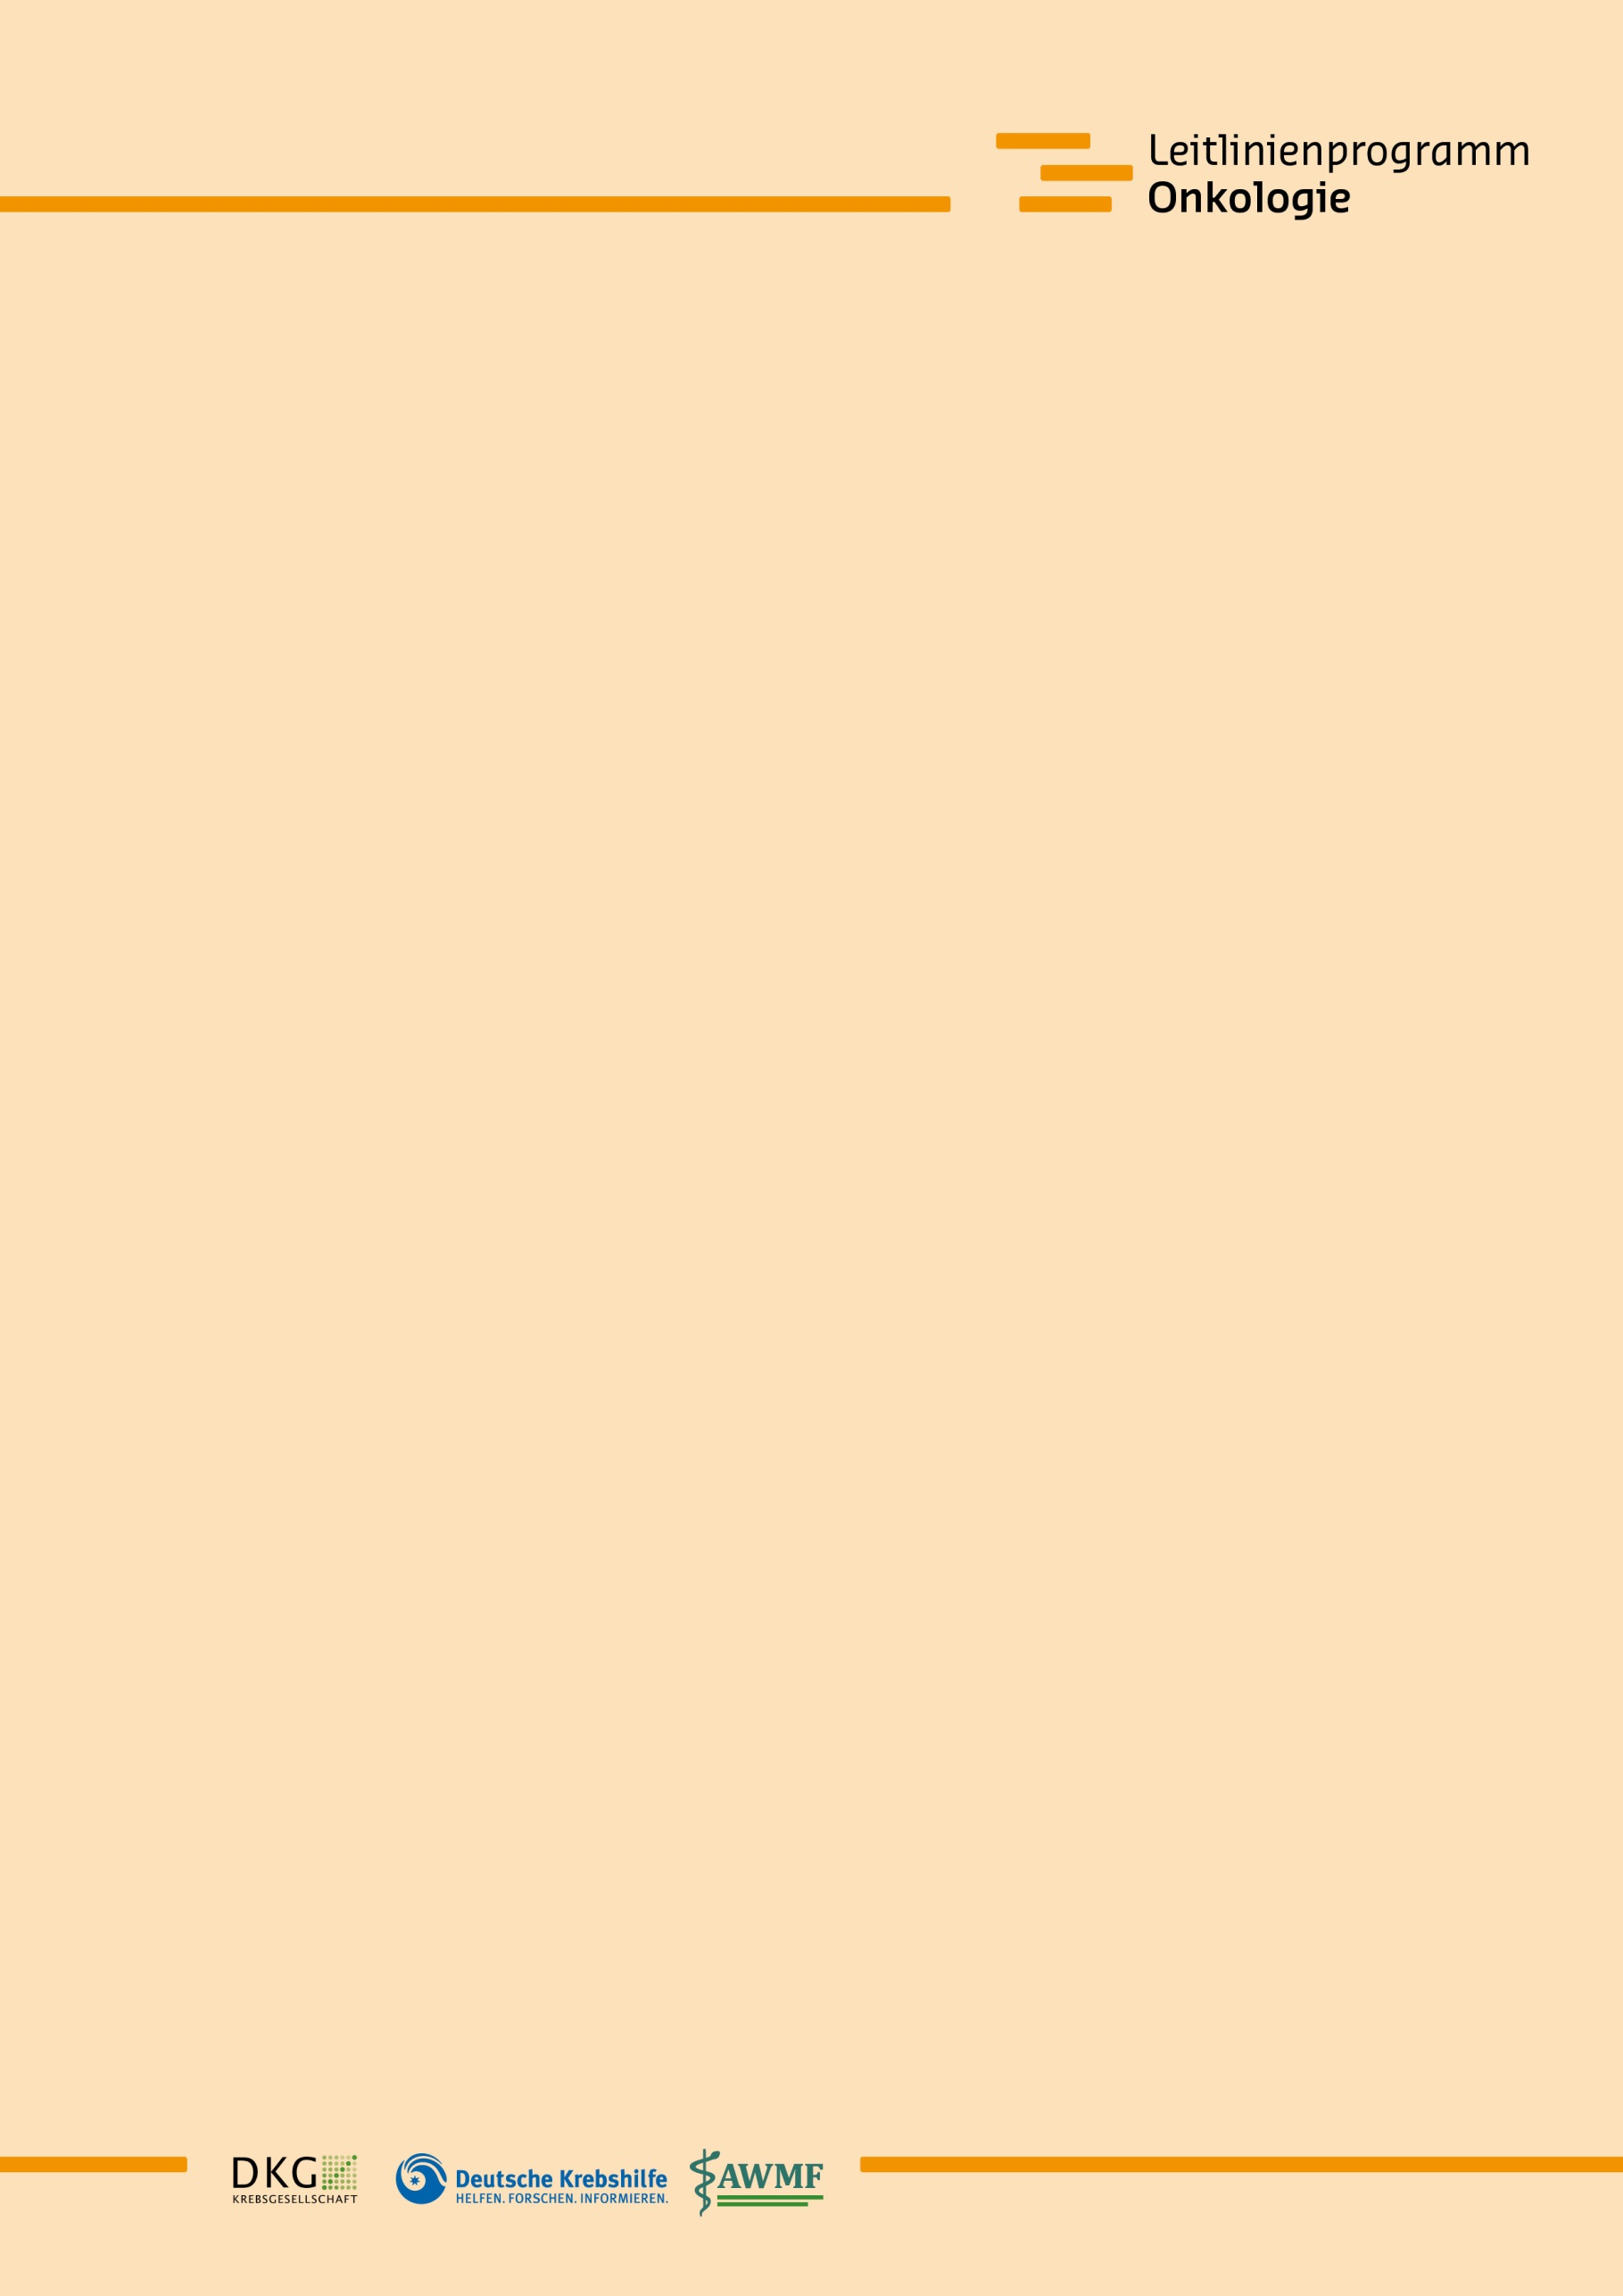 Leitlinienprogramm
Onkologie
DKG
KREBSGESELLSCHAFT
Deutsche Krebshilfe
HELFEN. FORSCHEN. INFORMIEREN.
AWMF